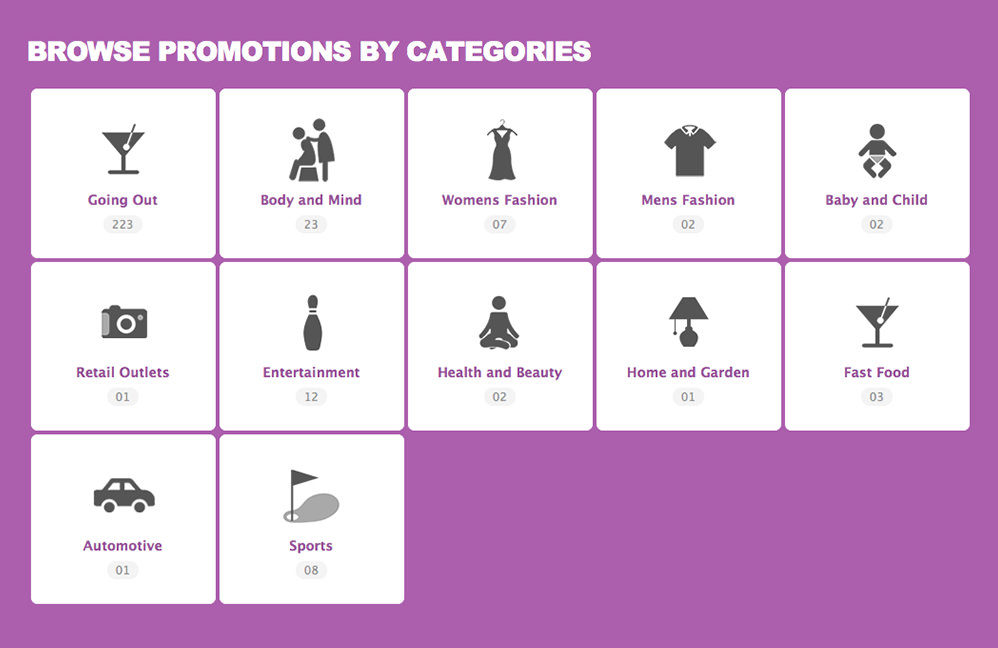 BROWSE PROMOTIONS BY CATEGORIES
Going Out
223
Body and Mind
23
Womens Fashion
07
Mens Fashion
02
Baby and Child
02
Retail Outlets
01
Entertainment
12
Health and Beauty
02
Home and Garden
01
Fast Food
03
Automotive
01
Sports
08